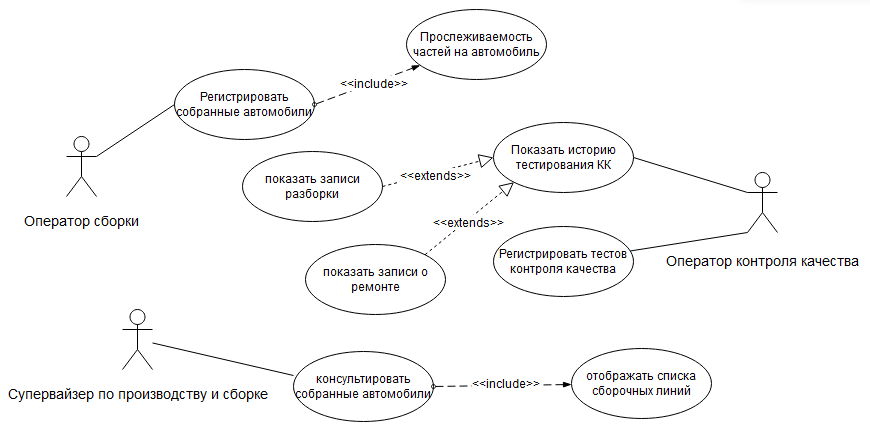 Прослеживаемость
частей на автомобиль
<<include>>
Регистрировать
собранные автомобили
Оператор сборки
Показать историю
тестирования КК
<<extends>>
показать записи
разборки
<<extends>>
Регистрировать тестов
контроля качества
Оператор контроля качества
показать записи о
ремонте
Супервайзер по производству и сборке
консультировать
собранные автомобили
<<include>>
отображать списка
сборочных линий